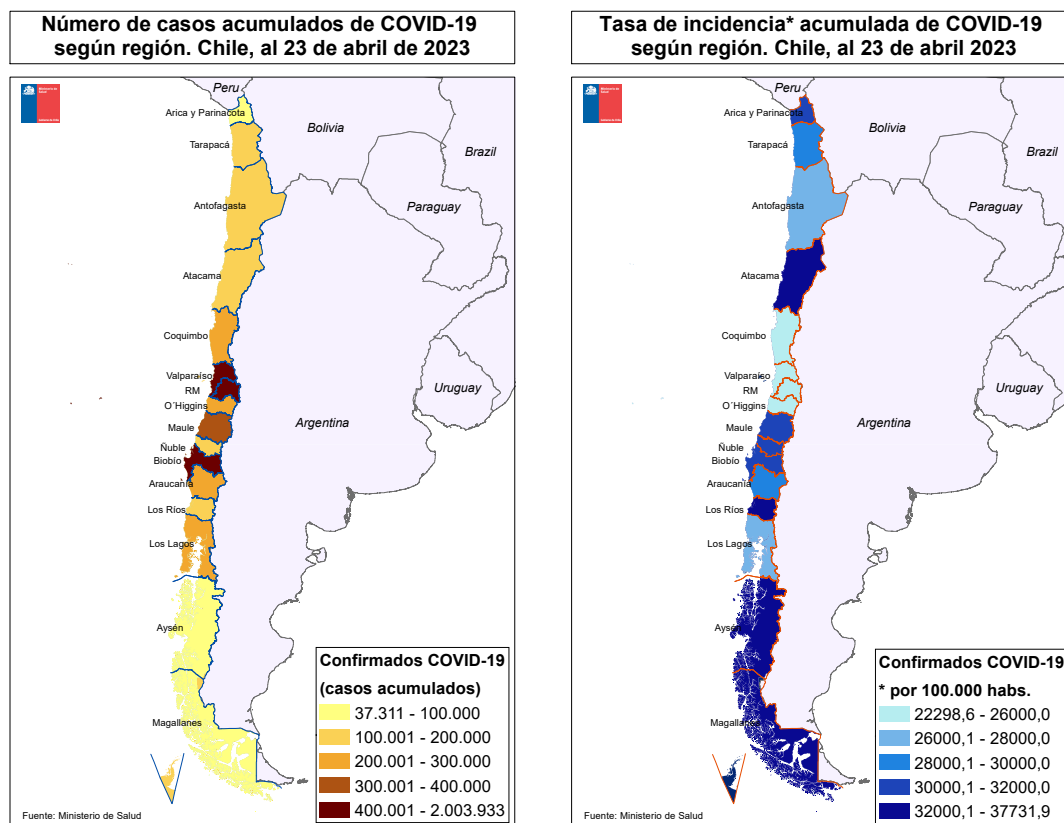 Número de casos acumulados de COVID-19
según región. Chile, al 23 de abril de 2023
Ministerio de
Salud
Peru
Arica y Parinacota
Bolivia
Tarapacá
Brazil
Antofagasta
Paraguay
Atacama
Coquimbo
Valparaíso
RM
Uruguay
O´Higgins
Argentina
Maule
Ñuble
Biobío
Araucanía
Los Ríos
Los Lagos
Aysén
Magallanes
Confirmados COVID-19
(casos acumulados)
37.311 - 100.000
100.001 - 200.000
200.001 - 300.000
300.001 - 400.000
400.001 - 2.003.933
Fuente: Ministerio de Salud
Tasa de incidencia* acumulada de COVID-19
según región. Chile, al 23 de abril 2023
Ministerio de
Salud
Peru
Arica y Parinacota
Bolivia
Tarapacá
Brazil
Antofagasta
Paraguay
Atacama
Coquimbo
Valparaíso
RM
Uruguay
O´Higgins
Argentina
Maule
Ñuble
Biobío
Araucanía
Los Ríos
Los Lagos
Aysén
Magallanes
Confirmados COVID-19
* por 100.000 habs.
22298,6 - 26000,0
26000,1 - 28000,0
28000,1 - 30000,0
30000,1 - 32000,0
32000,1 - 37731,9
Fuente: Ministerio de Salud